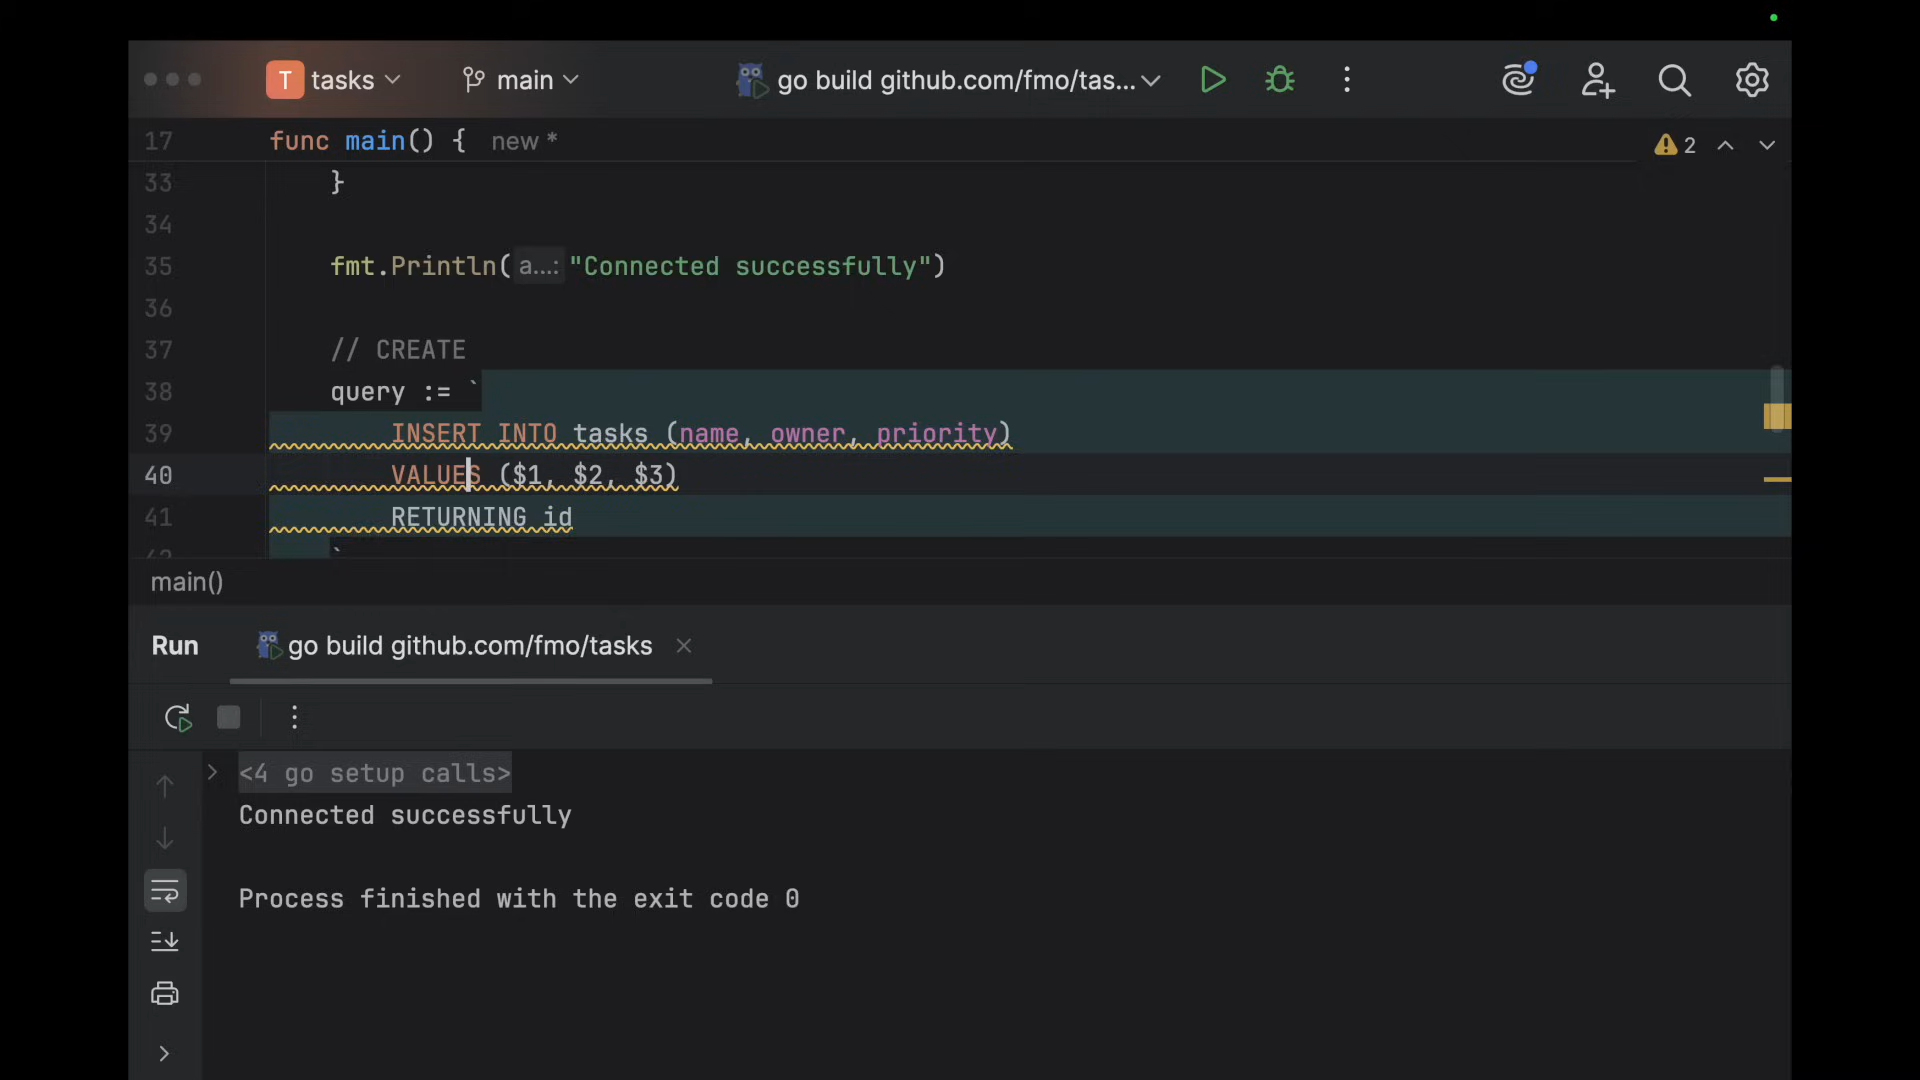 T tasks main go build github.com/fmo/tas...
17 func main() { new *
2
33 }
34
35 fmt.Println( a...: "Connected successfully")
36
37 // CREATE
38 query := `
39 INSERT INTO tasks (name, owner, priority)
40 VALUES ($1, $2, $3)
41 RETURNING id
42 `
main()
Run go build github.com/fmo/tasks
<4 go setup calls>
Connected successfully
Process finished with the exit code 0